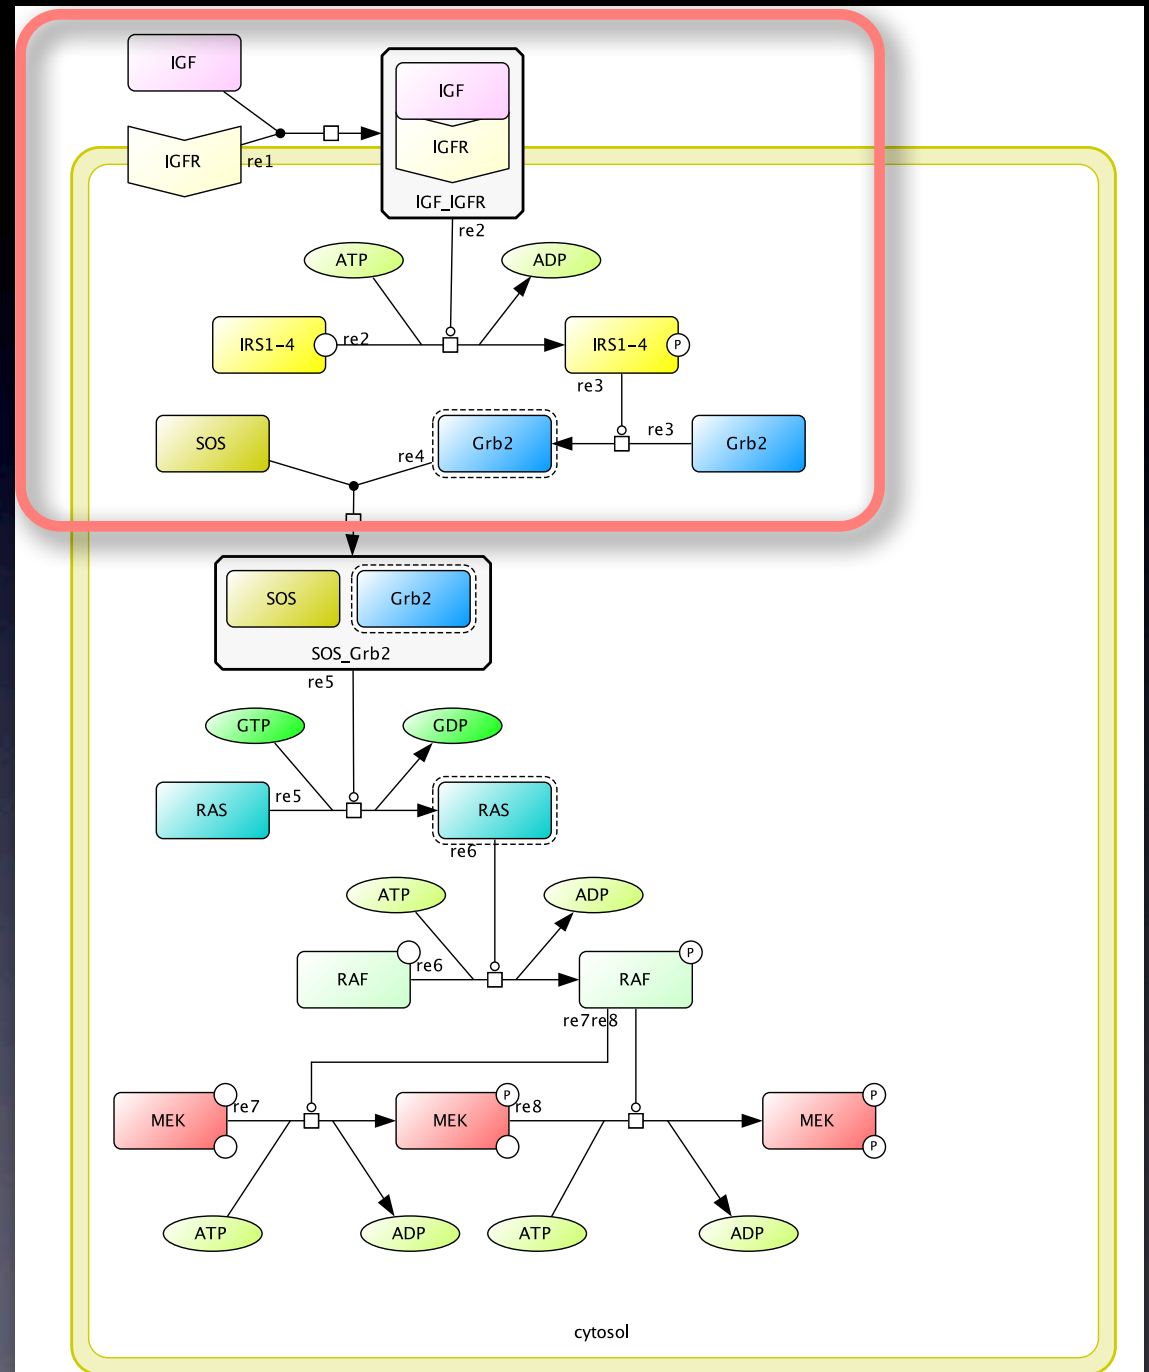 IGF
IGF
IGFR
IGFR
re1
IGF_IGFR
re2
ATP
ADP
IRS1-4
re2
IRS1-4
P
re3
SOS
re4
Grb2
re3
Grb2
SOS
Grb2
SOS_Grb2
re5
GTP
GDP
RAS
re5
RAS
re6
ATP
ADP
RAF
re6
RAF
P
re7re8
MEK
re7
MEK
P
re8
MEK
P
P
ATP
ADP
ATP
ADP
cytosol